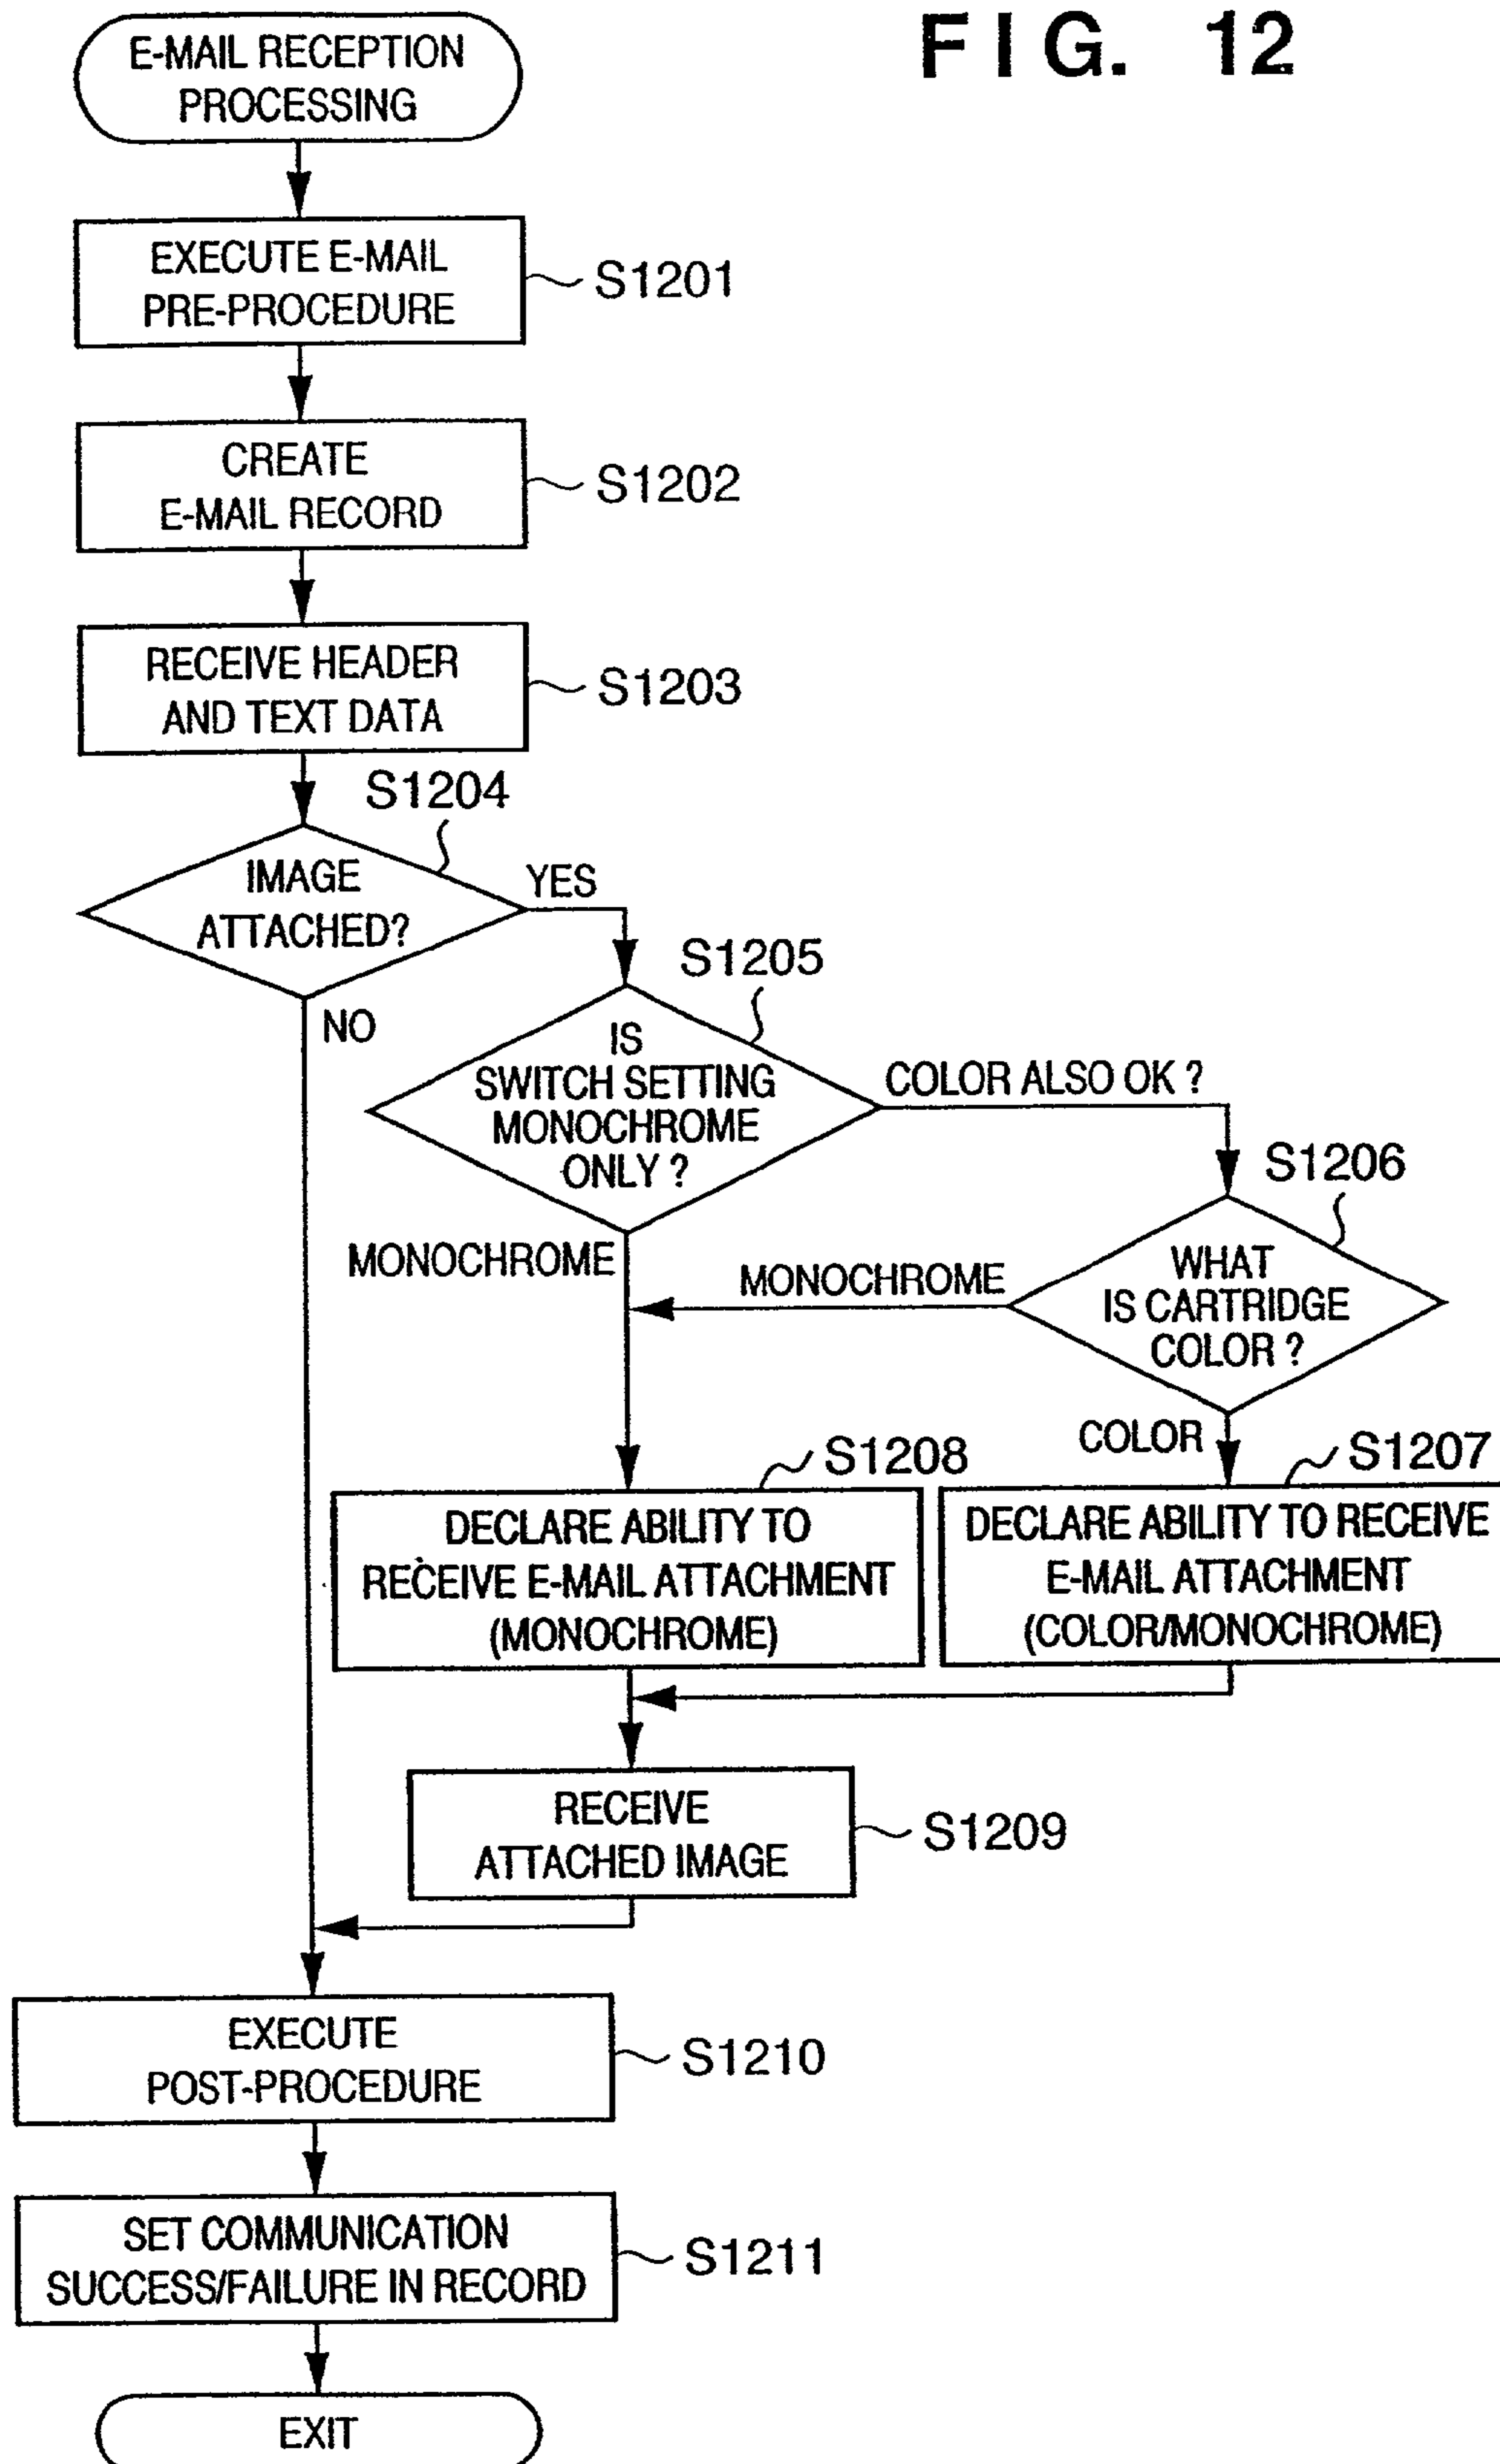 FIG. 12
E-MAIL RECEPTION
PROCESSING
EXECUTE E-MAIL
PRE-PROCEDURE
S1201
CREATE
E-MAIL RECORD
S1202
RECEIVE HEADER
AND TEXT DATA
S1203
S1204
IMAGE
ATTACHED?
YES
NO
S1205
IS
SWITCH SETTING
MONOCHROME
ONLY ?
COLOR ALSO OK ?
MONOCHROME
S1206
WHAT
IS CARTRIDGE
COLOR ?
MONOCHROME
COLOR
S1208
DECLARE ABILITY TO
RECEIVE E-MAIL ATTACHMENT
(MONOCHROME)
S1207
DECLARE ABILITY TO RECEIVE
E-MAIL ATTACHMENT
(COLOR/MONOCHROME)
RECEIVE
ATTACHED IMAGE
S1209
EXECUTE
POST-PROCEDURE
S1210
SET COMMUNICATION
SUCCESS/FAILURE IN RECORD
S1211
EXIT